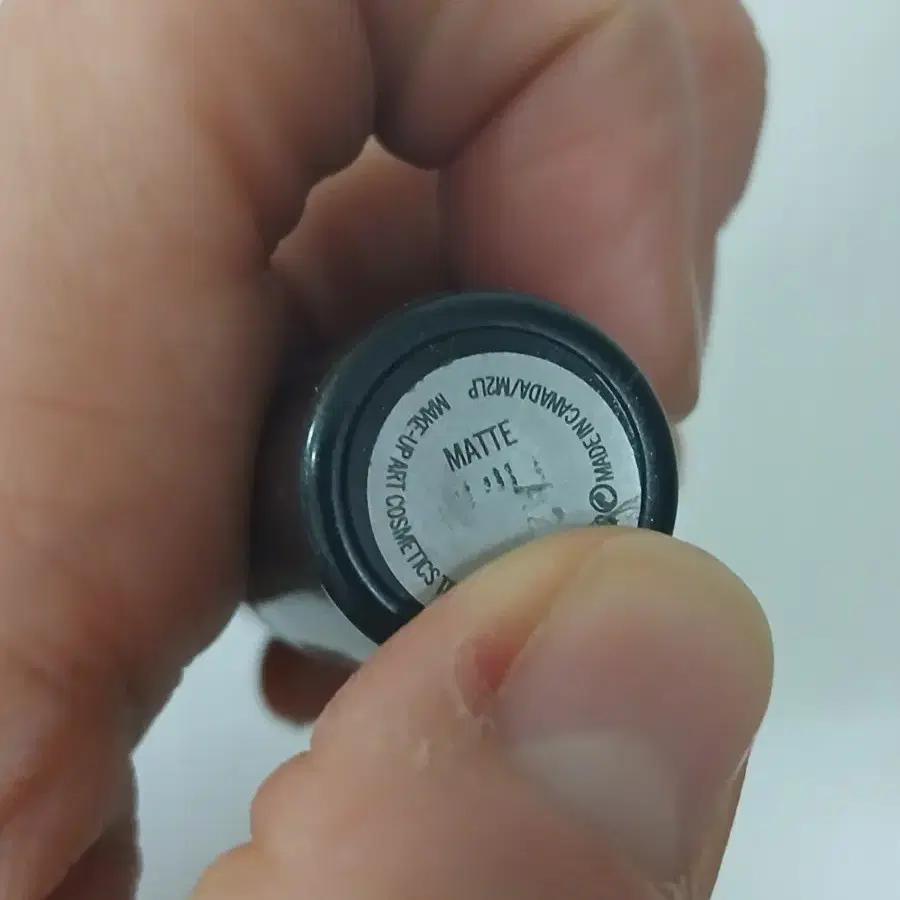 MATTE
MAKE-UP ART COSMETICS
MADE IN CANADA/M2LP